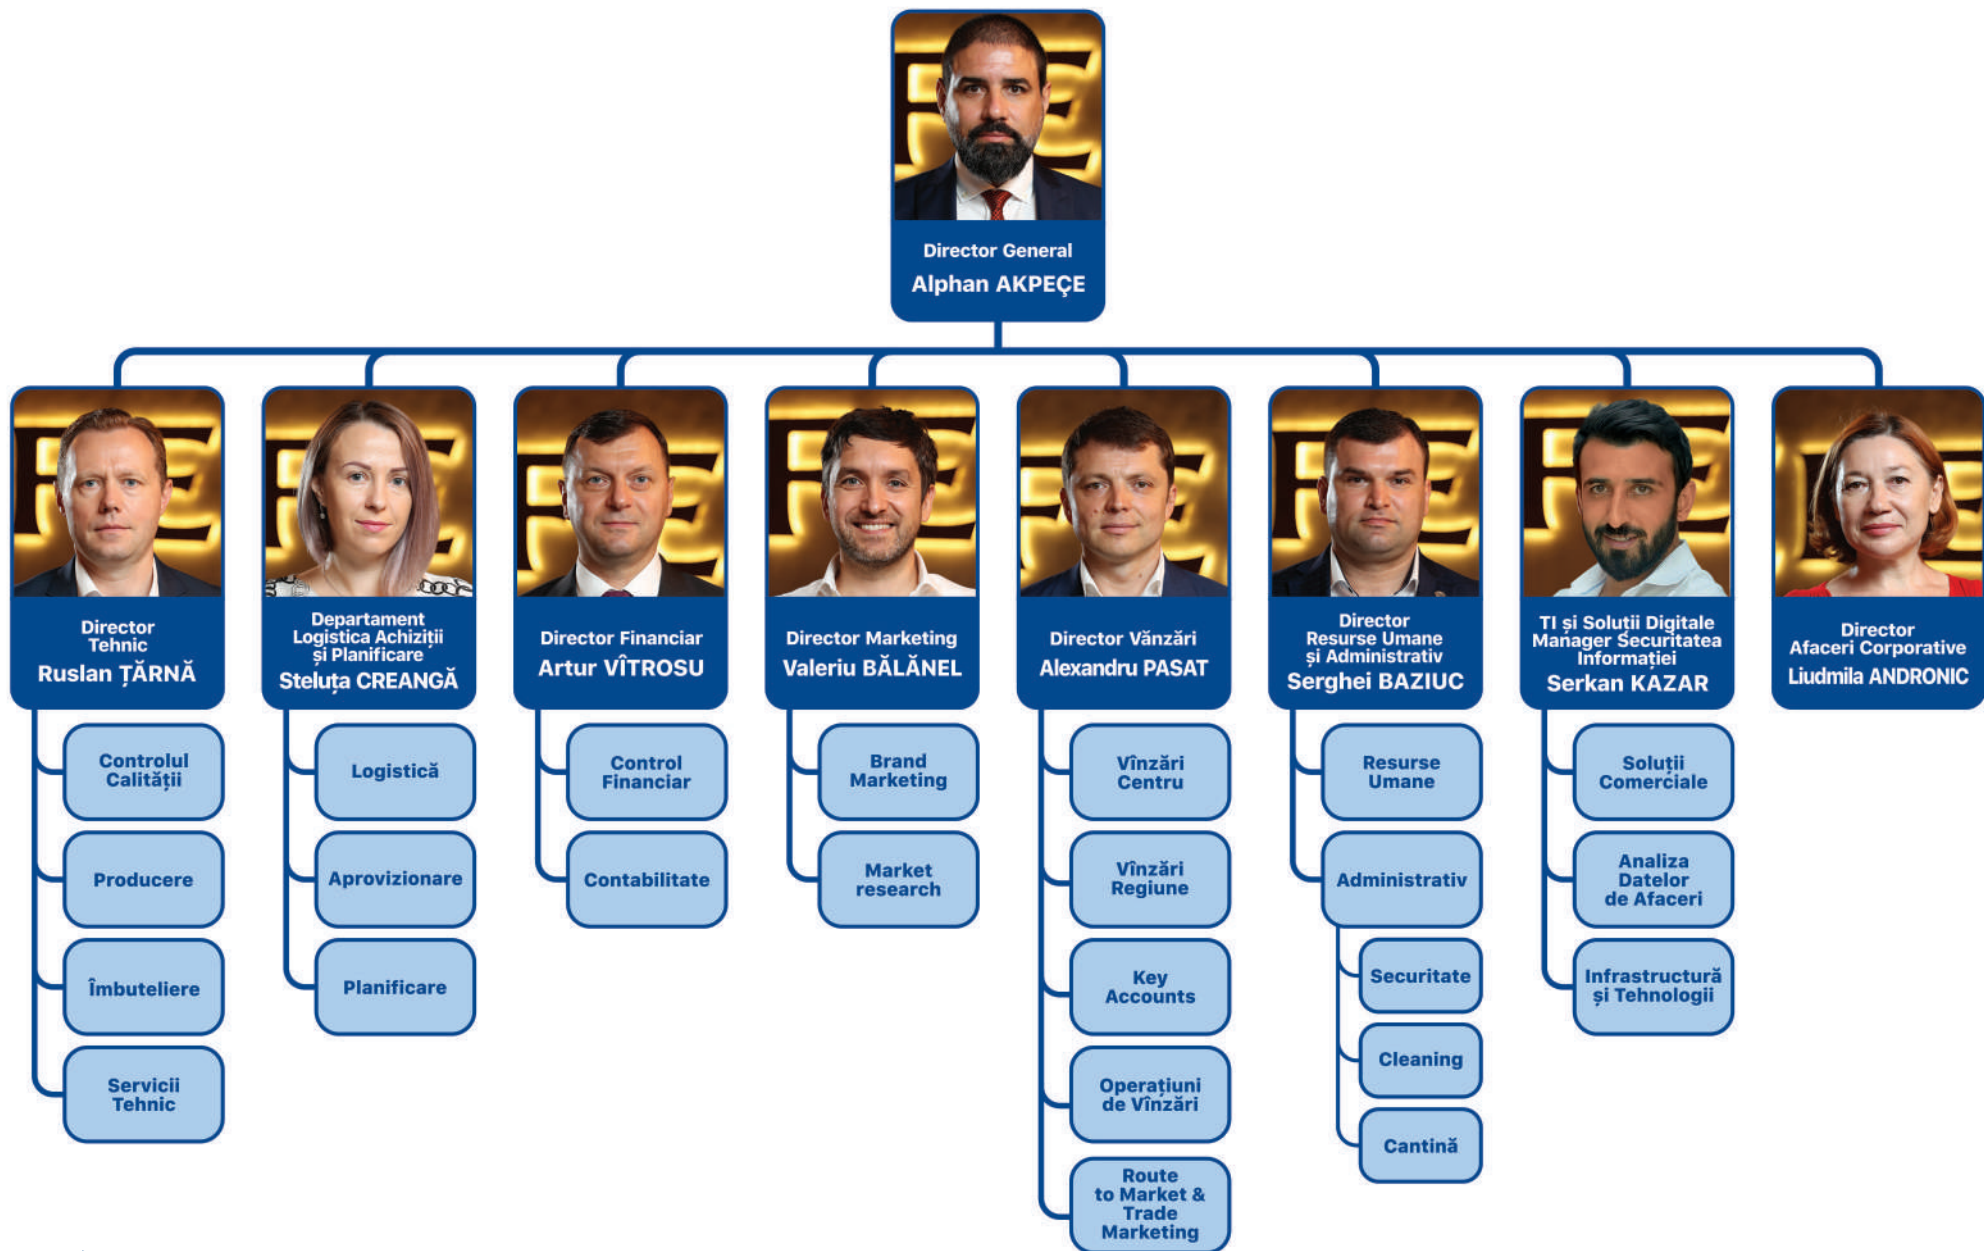 Director General
Alphan AKPEÇE
Director
Tehnic
Ruslan ȚĂRNĂ
Departament
Logistica Achiziții
și Planificare
Steluța CREANGĂ
Director Financiar
Artur VÎTROSU
Director Marketing
Valeriu BĂLĂNEL
Director Vănzări
Alexandru PASAT
Director
Resurse Umane
și Administrativ
Serghei BAZIUC
TI și Soluții Digitale
Manager Securitatea
Informației
Serkan KAZAR
Director
Afaceri Corporative
Liudmila ANDRONIC
Controlul
Calității
Producere
Îmbuteliere
Servicii
Tehnic
Logistică
Aprovizionare
Planificare
Control
Financiar
Contabilitate
Brand
Marketing
Market
research
Vînzări
Centru
Vînzări
Regiune
Key
Accounts
Operațiuni
de Vînzări
Route
to Market &
Trade
Marketing
Resurse
Umane
Administrativ
Securitate
Cleaning
Cantină
Soluții
Comerciale
Analiza
Datelor
de Afaceri
Infrastructură
și Tehnologii